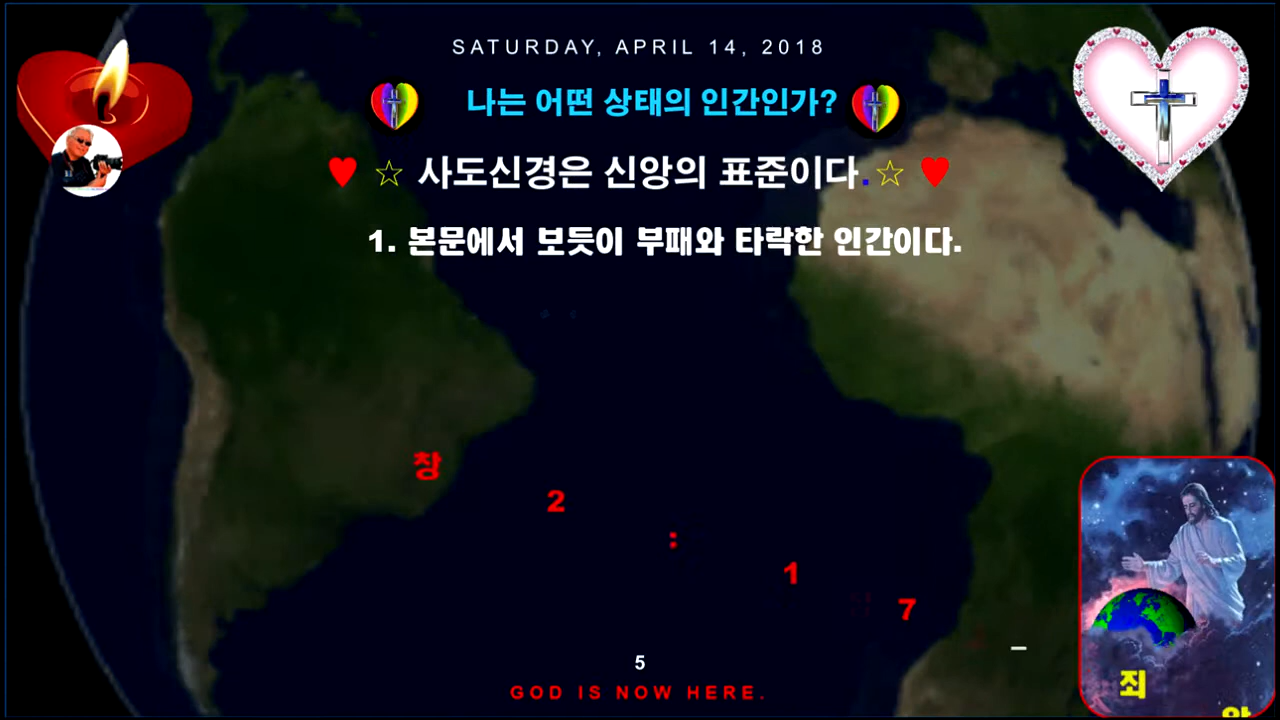 SATURDAY, APRIL 14, 2018
나는 어떤 상태의 인간인가?
♥ ☆ 사도신경은 신앙의 표준이다.☆ ♥
1. 본문에서 보듯이 부패와 타락한 인간이다.
창 2 : 1 7 –
죄
5
GOD IS NOW HERE.